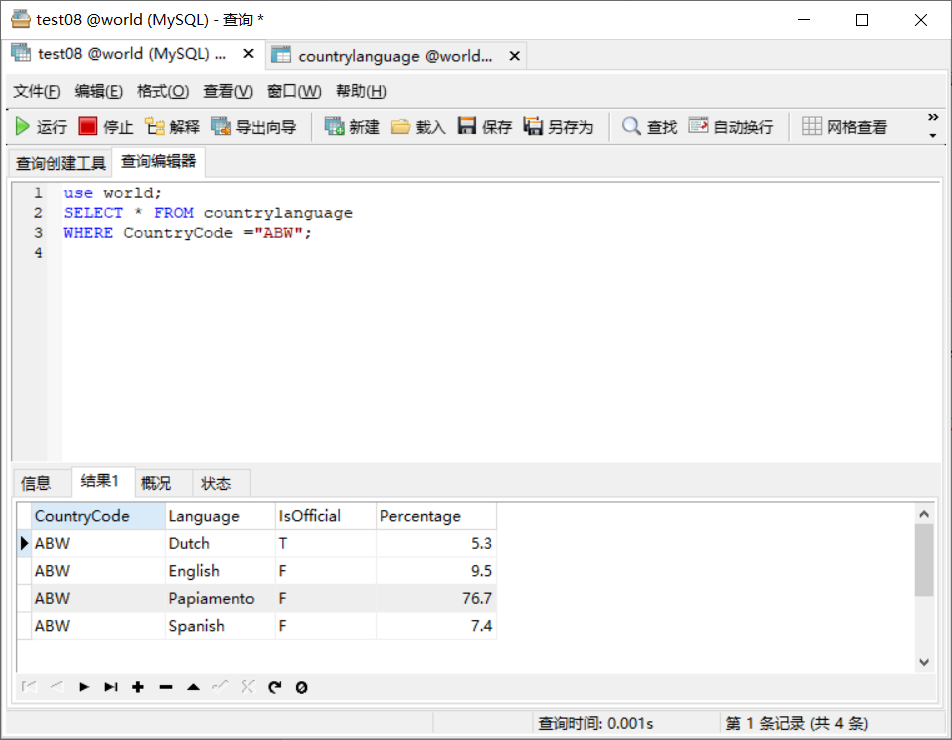 test08 @world (MySQL) - 查询 *
test08 @world (MySQL) ... countrylanguage @world...
文件(F) 编辑(E) 格式(O) 查看(V) 窗口(W) 帮助(H)
运行 停止 解释 导出向导 新建 载入 保存 另存为 查找 自动换行 网格查看
查询创建工具 查询编辑器
1 use world;
2 SELECT * FROM countrylanguage
3 WHERE CountryCode ="ABW";
4
信息 结果1 概况 状态
CountryCode Language IsOfficial Percentage
ABW Dutch T 5.3
ABW English F 9.5
ABW Papiamento F 76.7
ABW Spanish F 7.4
查询时间: 0.001s 第 1 条记录 (共 4 条)